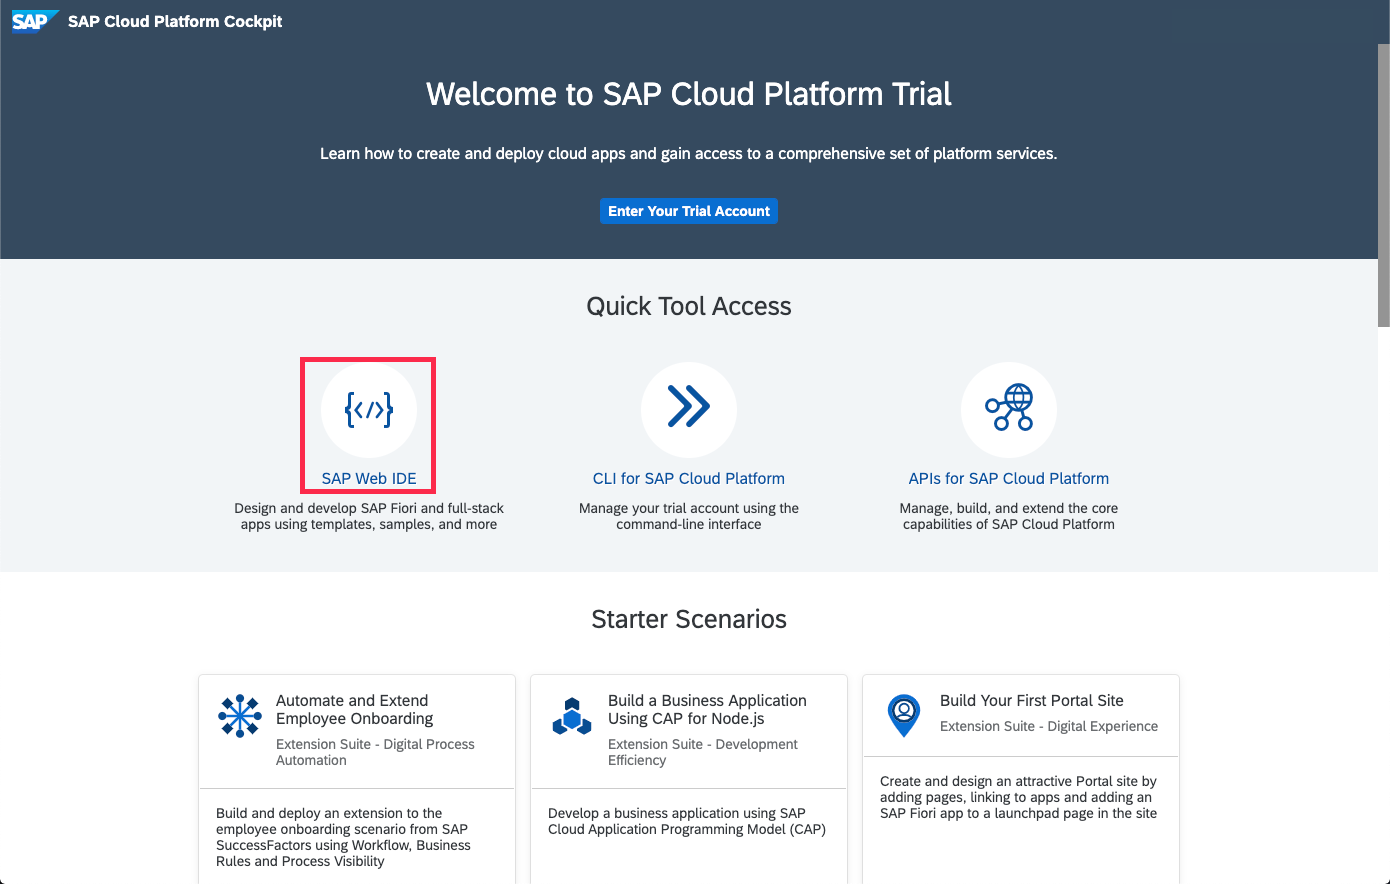 SAP SAP Cloud Platform Cockpit
Welcome to SAP Cloud Platform Trial
Learn how to create and deploy cloud apps and gain access to a comprehensive set of platform services.
Enter Your Trial Account
Quick Tool Access
SAP Web IDE
Design and develop SAP Fiori and full-stack
apps using templates, samples, and more
CLI for SAP Cloud Platform
Manage your trial account using the
command-line interface
APIs for SAP Cloud Platform
Manage, build, and extend the core
capabilities of SAP Cloud Platform
Starter Scenarios
Automate and Extend
Employee Onboarding
Extension Suite - Digital Process
Automation
Build and deploy an extension to the
employee onboarding scenario from SAP
SuccessFactors using Workflow, Business
Rules and Process Visibility
Build a Business Application
Using CAP for Node.js
Extension Suite - Development
Efficiency
Develop a business application using SAP
Cloud Application Programming Model (CAP)
Build Your First Portal Site
Extension Suite - Digital Experience
Create and design an attractive Portal site by
adding pages, linking to apps and adding an
SAP Fiori app to a launchpad page in the site